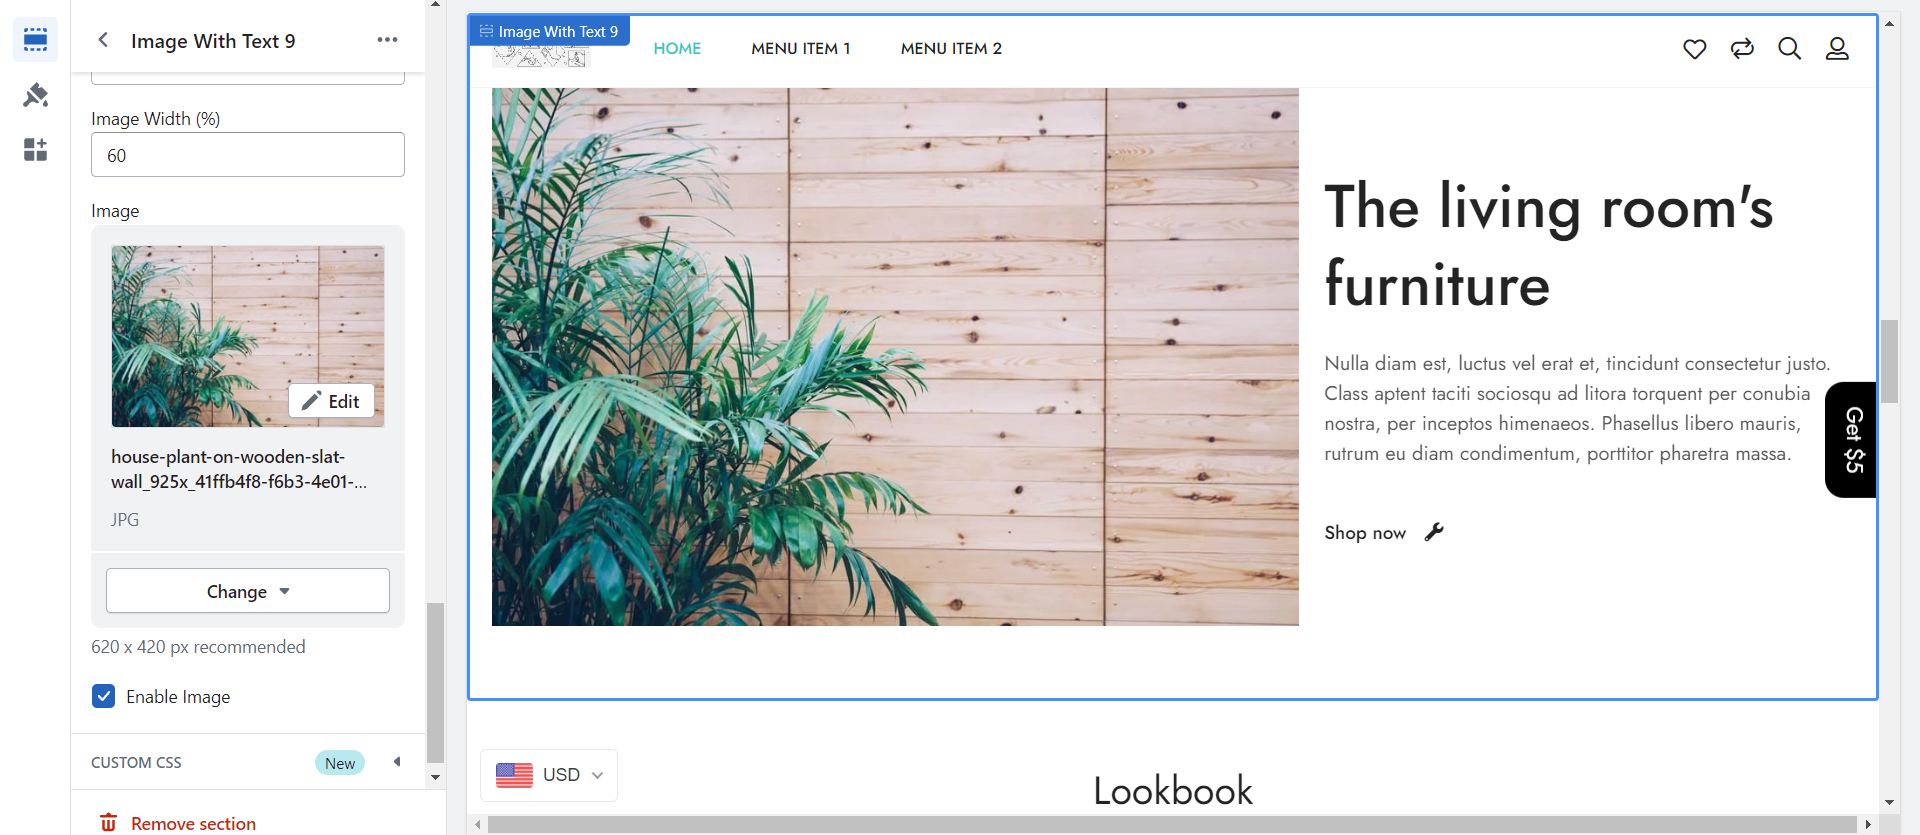 Image With Text 9
Image Width (%)
60
Image
Edit
house-plant-on-wooden-slat-
wall_925x_41ffb4f8-f6b3-4e01-...
JPG
Change
620 x 420 px recommended
Enable Image
CUSTOM CSS
New
Remove section
Image With Text 9
HOME
MENU ITEM 1
MENU ITEM 2
The living room's
furniture
Nulla diam est, luctus vel erat et, tincidunt consectetur justo.
Class aptent taciti sociosqu ad litora torquent per conubia
nostra, per inceptos himenaeos. Phasellus libero mauris,
rutrum eu diam condimentum, porttitor pharetra massa.
Get $5
Shop now
USD
Lookbook